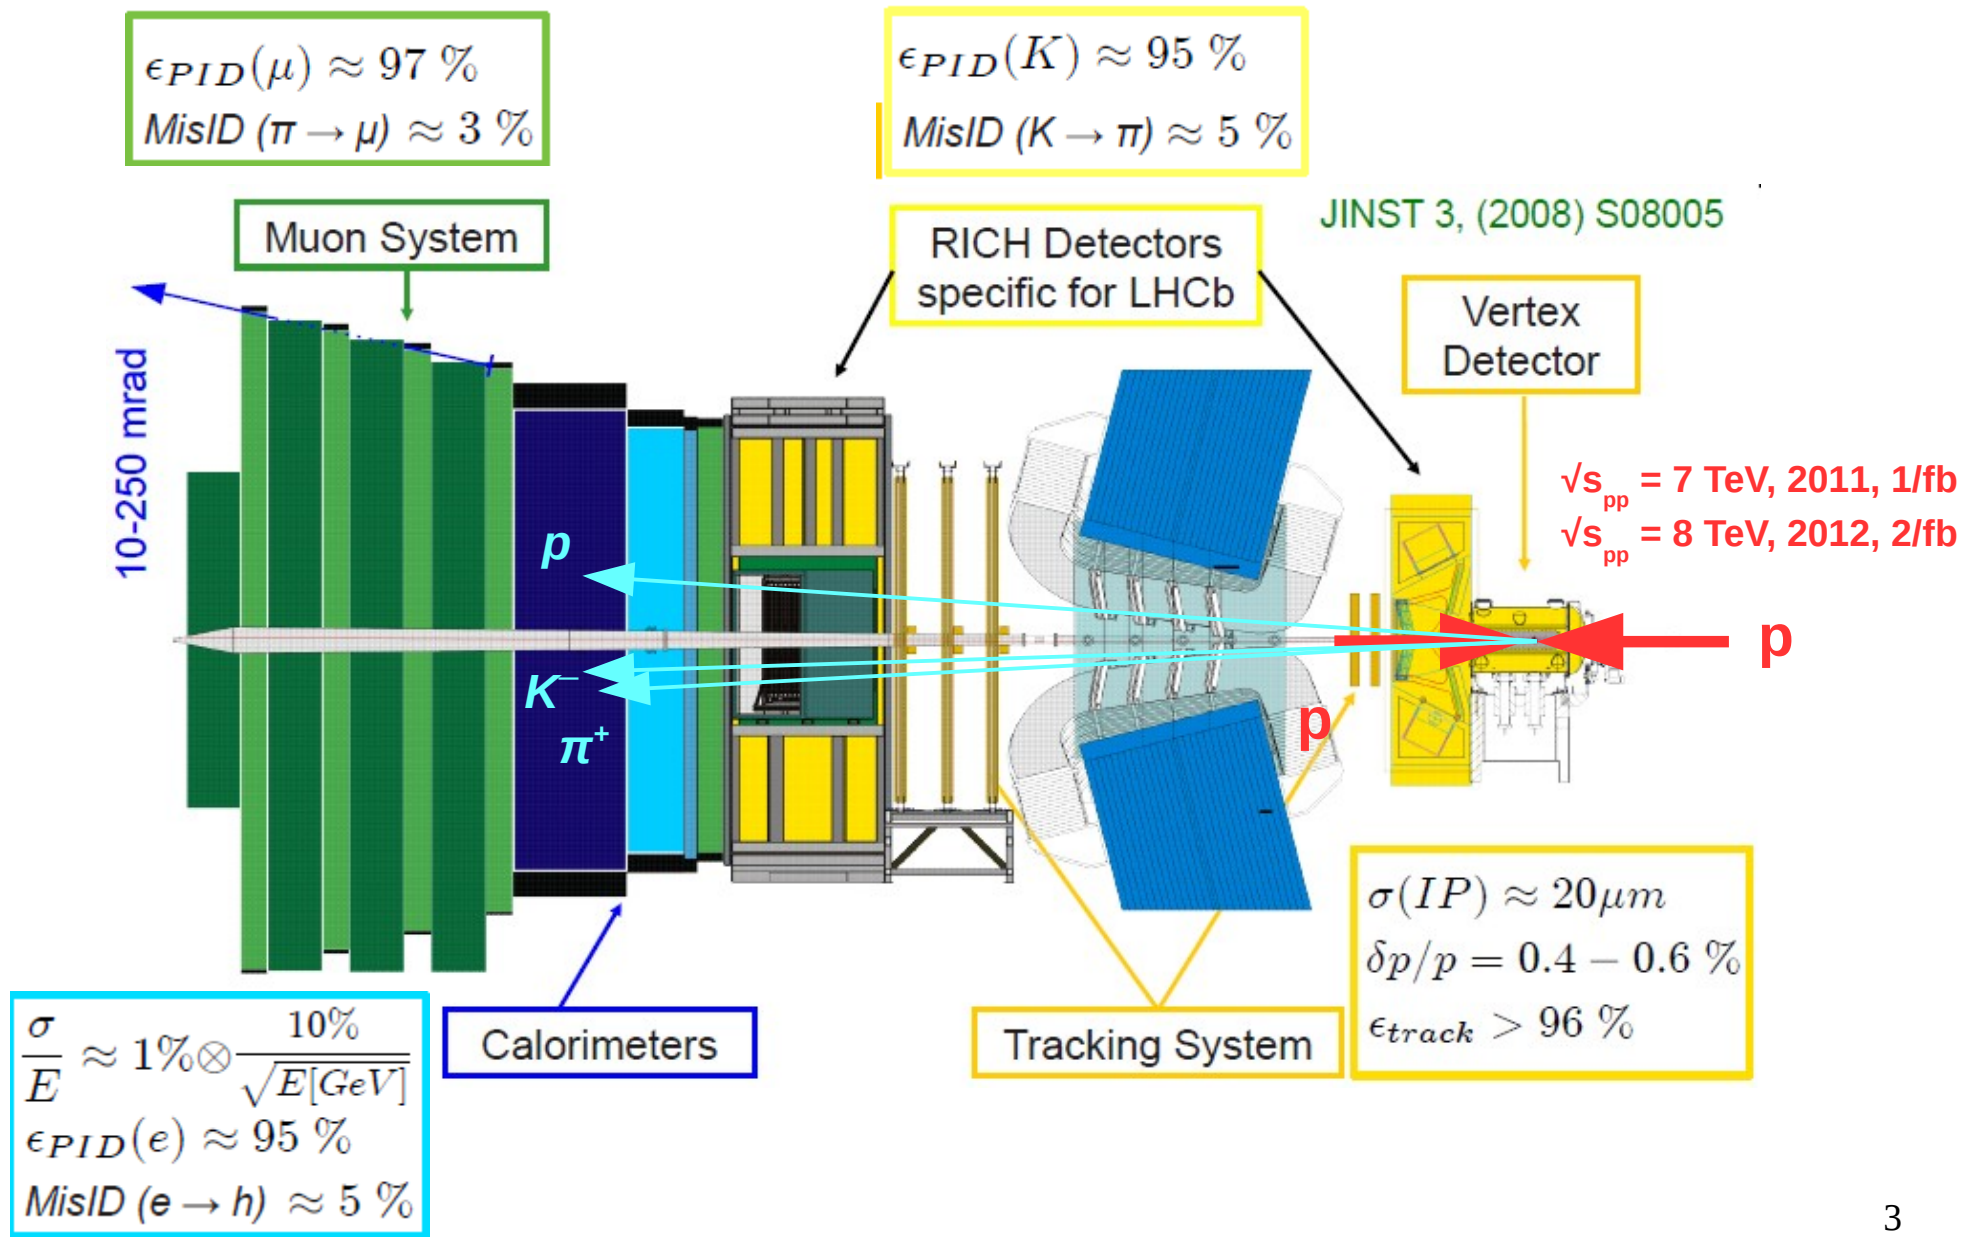 ϵ_PID(μ) ≈ 97 %
MisID (π → μ) ≈ 3 %
ϵ_PID(K) ≈ 95 %
MisID (K → π) ≈ 5 %
Muon System
RICH Detectors
specific for LHCb
JINST 3, (2008) S08005
Vertex
Detector
10-250 mrad
√s_pp = 7 TeV, 2011, 1/fb
√s_pp = 8 TeV, 2012, 2/fb
p
p
K⁻
π⁺
p
p
σ(IP) ≈ 20μm
δp/p = 0.4 − 0.6 %
ϵ_track > 96 %
σ/E ≈ 1% ⊗ 10%/√E[GeV]
ϵ_PID(e) ≈ 95 %
MisID (e → h) ≈ 5 %
Calorimeters
Tracking System
3